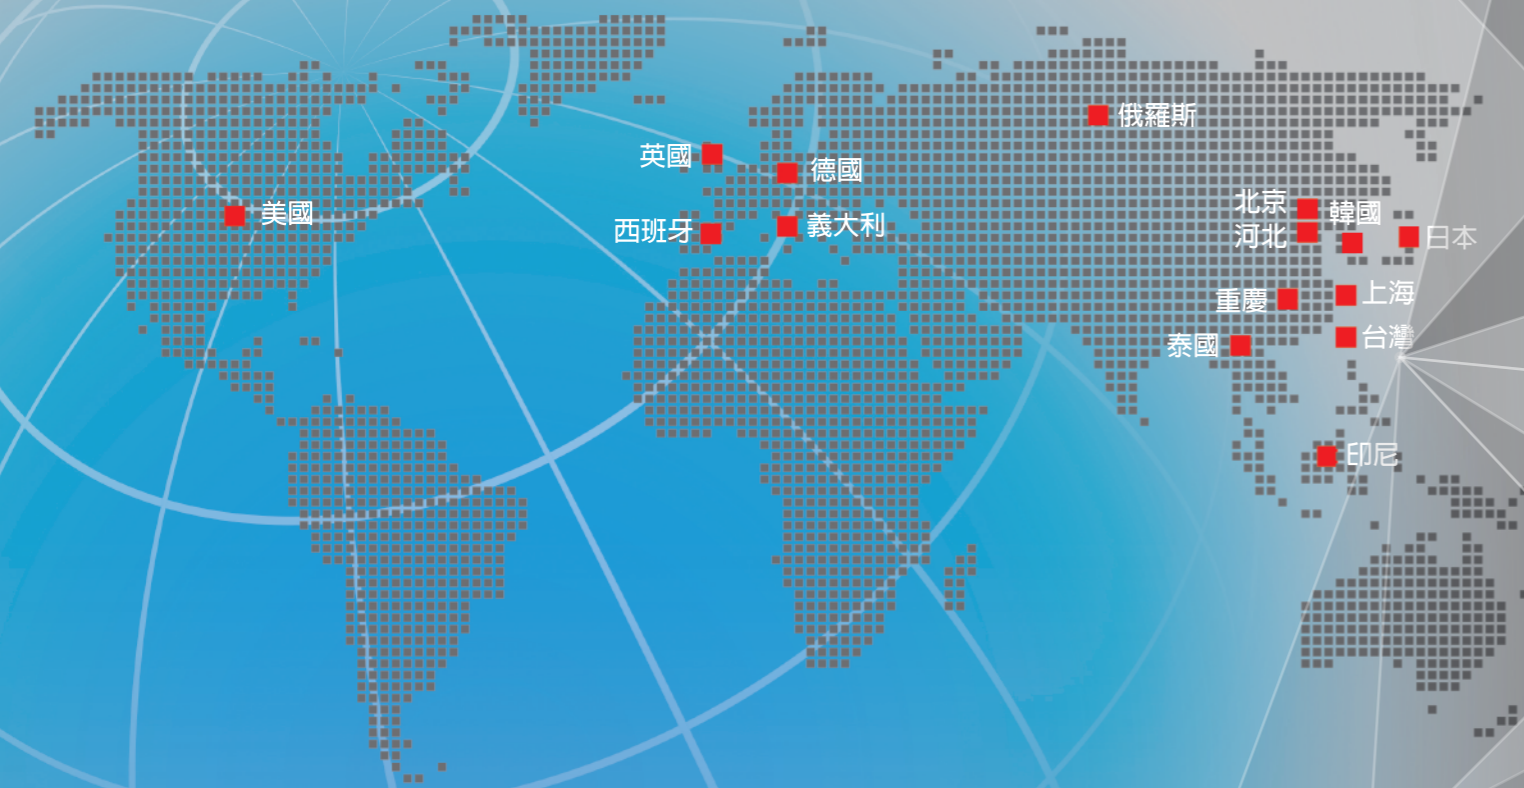 俄羅斯
英國
德國
美國
西班牙
義大利
北京
韓國
河北
日本
重慶
上海
台灣
泰國
印尼